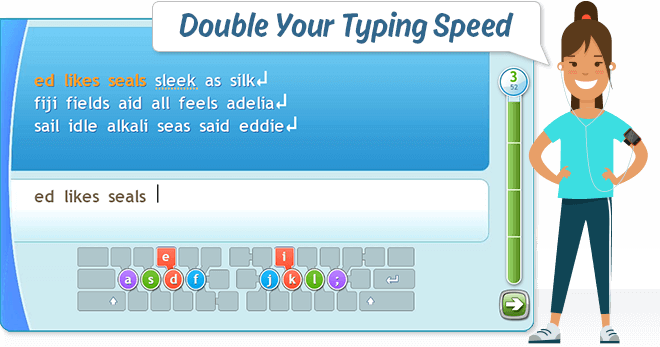 Double Your Typing Speed
ed likes seals sleek as silk↲
fiji fields aid all feels adelia↲
sail idle alkali seas said eddie↲
3
52
ed likes seals
e i
a s d f j k l ;